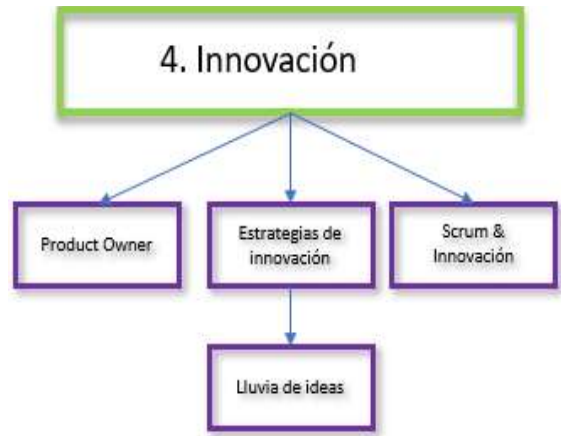 4. Innovación
Product Owner
Estrategias de
innovación
Scrum &
Innovación
Lluvia de ideas